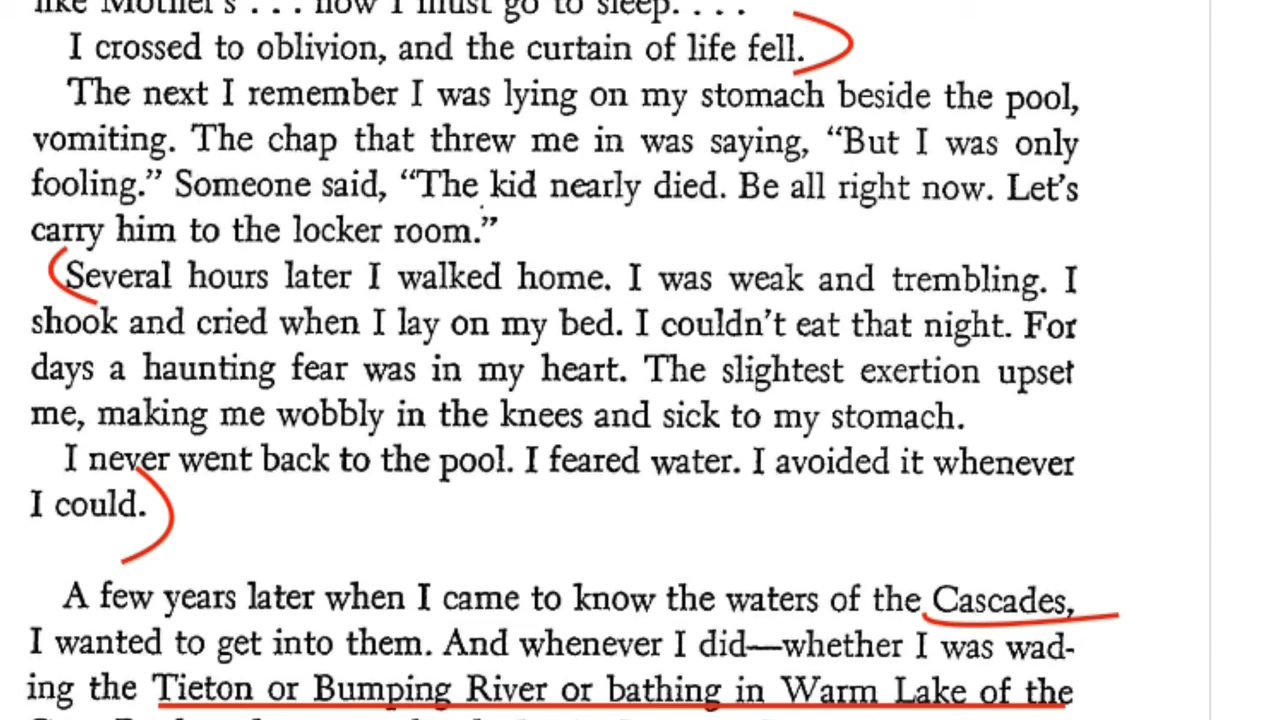 like Mother's . . . now I must go to sleep. . . .
I crossed to oblivion, and the curtain of life fell.
The next I remember I was lying on my stomach beside the pool,
vomiting. The chap that threw me in was saying, “But I was only
fooling.” Someone said, “The kid nearly died. Be all right now. Let's
carry him to the locker room.”
Several hours later I walked home. I was weak and trembling. I
shook and cried when I lay on my bed. I couldn't eat that night. For
days a haunting fear was in my heart. The slightest exertion upset
me, making me wobbly in the knees and sick to my stomach.
I never went back to the pool. I feared water. I avoided it whenever
I could.
A few years later when I came to know the waters of the Cascades,
I wanted to get into them. And whenever I did—whether I was wad-
ing the Tieton or Bumping River or bathing in Warm Lake of the